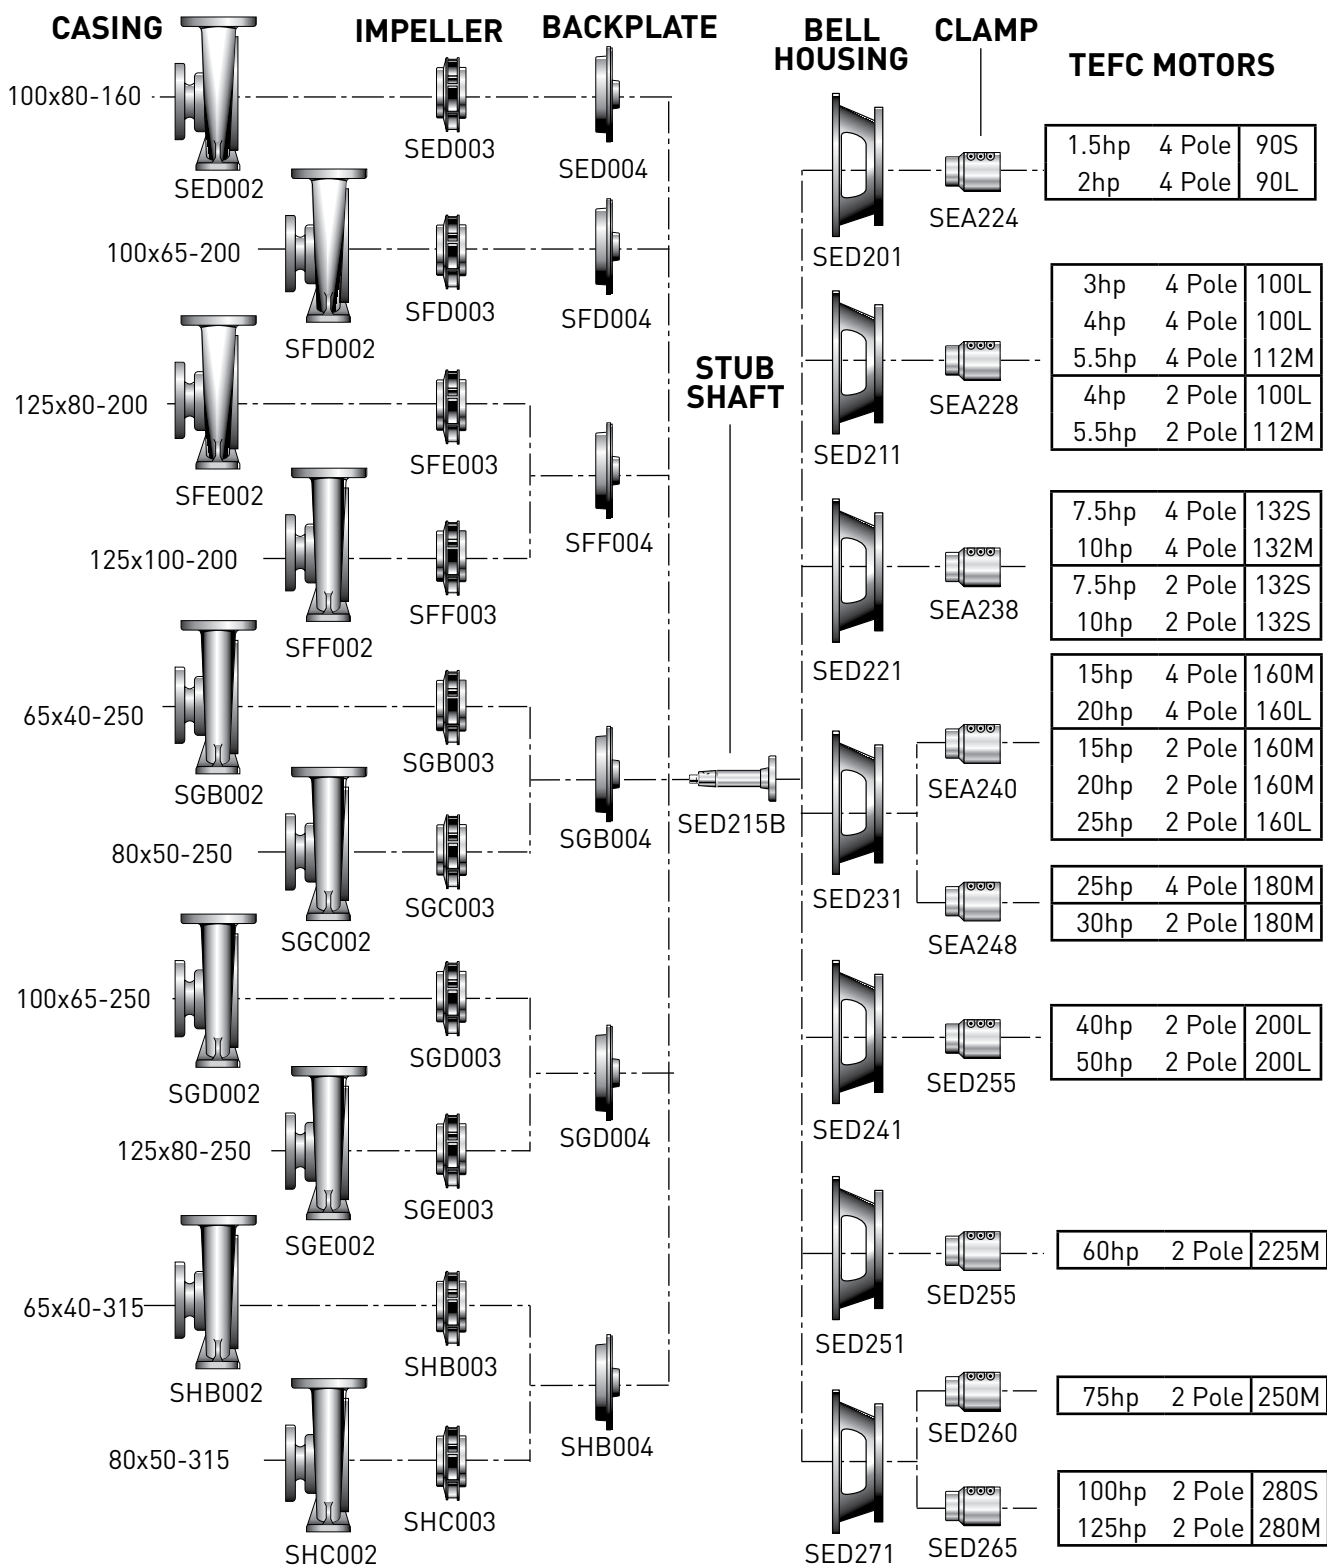 CASING
IMPELLER
BACKPLATE
BELL
HOUSING
CLAMP
TEFC MOTORS
100x80-160
SED002
SED003
SED004
100x65-200
SFD002
SFD003
SFD004
125x80-200
SFE002
SFE003
SFF004
125x100-200
SFF002
SFF003
65x40-250
SGB002
SGB003
SGB004
80x50-250
SGC002
SGC003
100x65-250
SGD002
SGD003
SGD004
125x80-250
SGE002
SGE003
65x40-315
SHB002
SHB003
SHB004
80x50-315
SHC002
SHC003
STUB
SHAFT
SED215B
SED201
SEA224
1.5hp 4 Pole 90S
2hp 4 Pole 90L
SED211
SEA228
3hp 4 Pole 100L
4hp 4 Pole 100L
5.5hp 4 Pole 112M
4hp 2 Pole 100L
5.5hp 2 Pole 112M
SED221
SEA238
7.5hp 4 Pole 132S
10hp 4 Pole 132M
7.5hp 2 Pole 132S
10hp 2 Pole 132S
SED231
SEA240
15hp 4 Pole 160M
20hp 4 Pole 160L
15hp 2 Pole 160M
20hp 2 Pole 160M
25hp 2 Pole 160L
SEA248
25hp 4 Pole 180M
30hp 2 Pole 180M
SED241
SED255
40hp 2 Pole 200L
50hp 2 Pole 200L
SED251
SED255
60hp 2 Pole 225M
SED271
SED260
75hp 2 Pole 250M
SED265
100hp 2 Pole 280S
125hp 2 Pole 280M